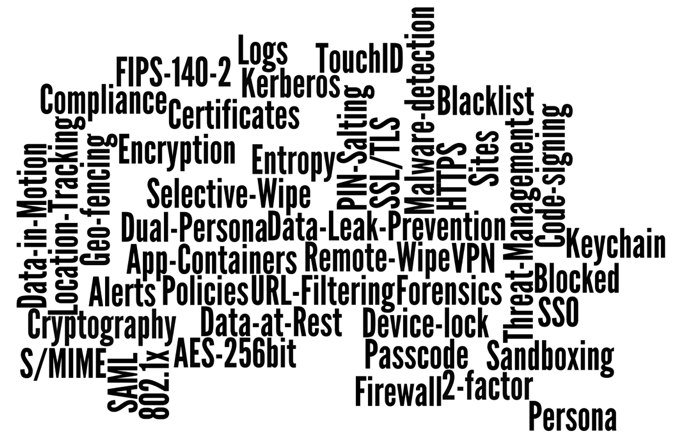 Logs
TouchID
FIPS-140-2
Kerberos
Malware-detection
Compliance
Certificates
PIN-Salting
SSL/TLS
Blacklist
HTTPS
Sites
Code-signing
Data-in-Motion
Location-Tracking
Geo-fencing
Encryption
Entropy
Threat-Management
Selective-Wipe
Dual-Persona
Data-Leak-Prevention
Keychain
App-Containers
Remote-Wipe
VPN
Blocked
Alerts
Policies
URL-Filtering
Forensics
SSO
Cryptography
Data-at-Rest
Device-lock
S/MIME
SAML
802.1x
AES-256bit
Passcode
Sandboxing
Firewall
2-factor
Persona